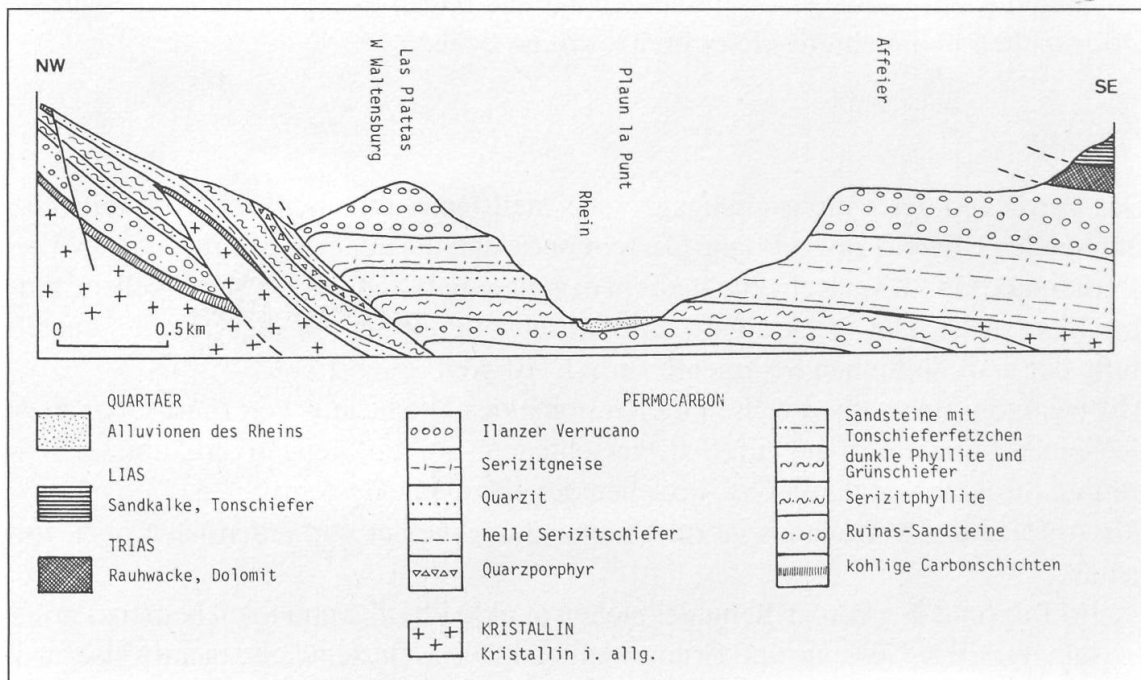 NW
W Waltensburg
Las Plattas
Rhein
Plaun la Punt
Affeier
SE
0 0.5km
QUARTAER
Alluvionen des Rheins
LIAS
Sandkalke, Tonschiefer
TRIAS
Rauhwacke, Dolomit
PERMOCARBON
Ilanzer Verrucano
Serizitgneise
Quarzit
helle Serizitschiefer
Quarzporphyr
KRISTALLIN
Kristallin i. allg.
Sandsteine mit
Tonschieferfetzchen
dunkle Phyllite und
Grünschiefer
Serizitphyllite
Ruinas-Sandsteine
kohlige Carbonschichten